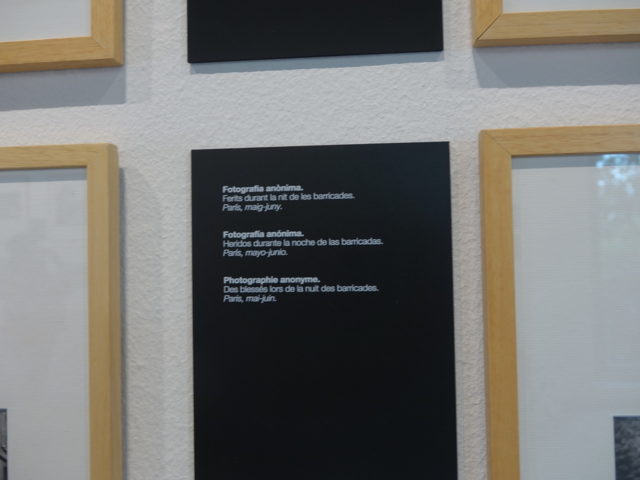 Fotografia anònima.
Ferits durant la nit de les barricades.
París, maig-juny.
Fotografía anónima.
Heridos durante la noche de las barricadas.
París, mayo-junio.
Photographie anonyme.
Des blessés lors de la nuit des barricades.
Paris, mai-juin.